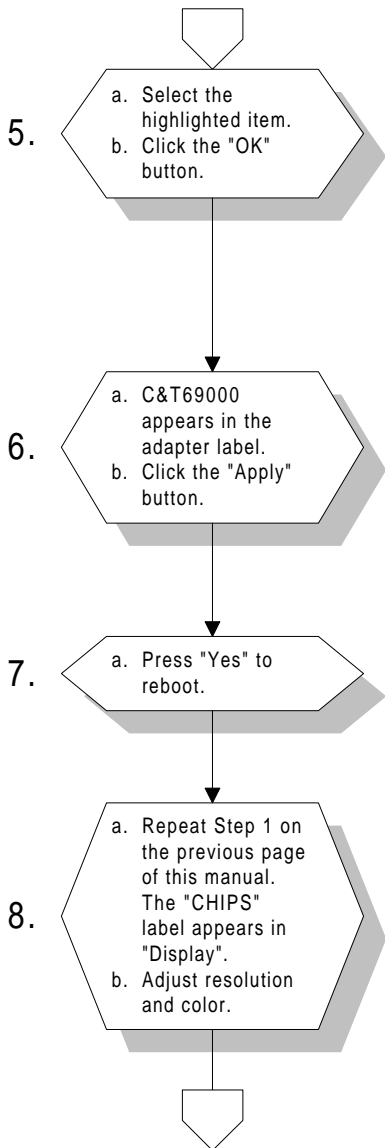 5.
a. Select the
highlighted item.
b. Click the "OK"
button.
6.
a. C&T69000
appears in the
adapter label.
b. Click the "Apply"
button.
7.
a. Press "Yes" to
reboot.
8.
a. Repeat Step 1 on
the previous page
of this manual.
The "CHIPS"
label appears in
"Display".
b. Adjust resolution
and color.